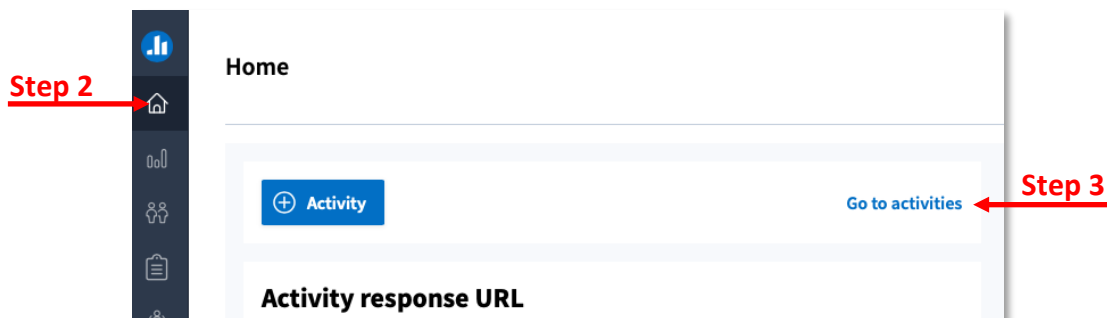 Home
Step 2
Activity
Go to activities
Step 3
Activity response URL